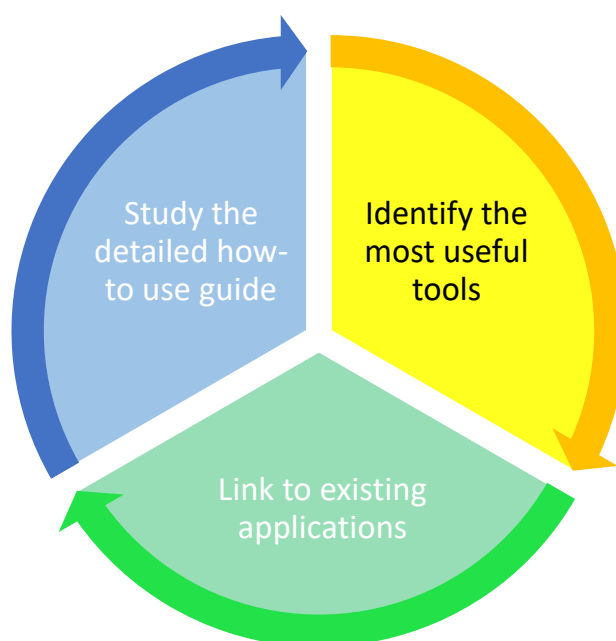 Study the
detailed how-
to use guide
Identify the
most useful
tools
Link to existing
applications